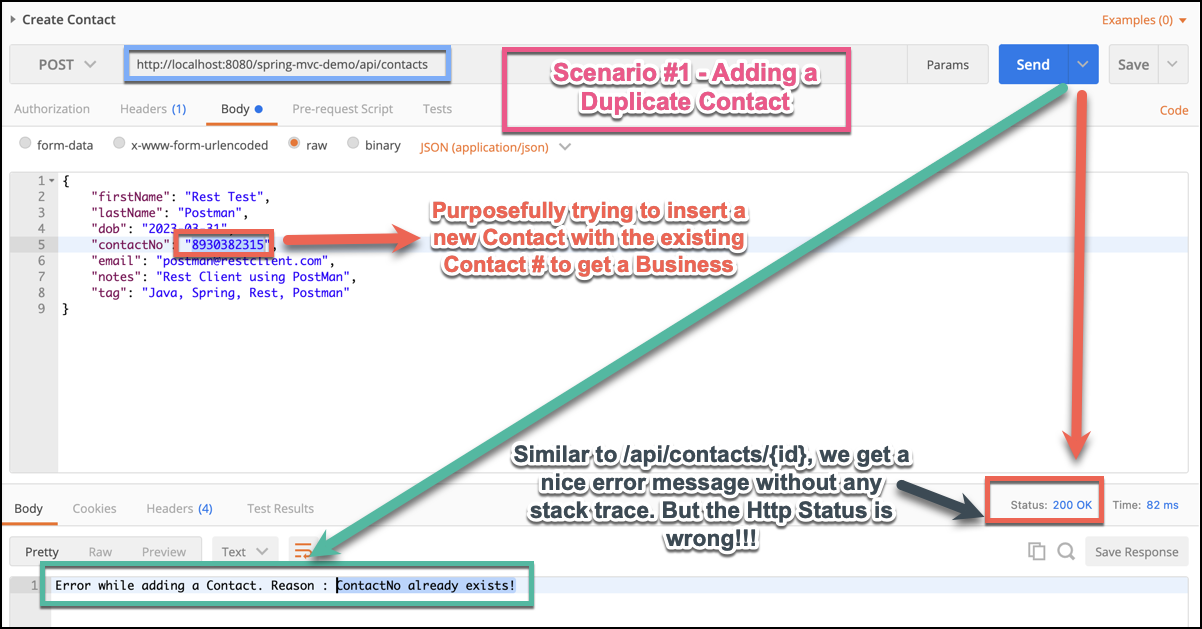 Create Contact
Examples (0)
POST
http://localhost:8080/spring-mvc-demo/api/contacts
Params
Send
Save
Scenario #1 - Adding a
Duplicate Contact
Authorization
Headers (1)
Body
Pre-request Script
Tests
Code
form-data
x-www-form-urlencoded
raw
binary
JSON (application/json)
1 {
2 "firstName": "Rest Test",
3 "lastName": "Postman",
4 "dob": "2023-03-31",
5 "contactNo": "8930382315",
6 "email": "postman@restclient.com",
7 "notes": "Rest Client using PostMan",
8 "tag": "Java, Spring, Rest, Postman"
9 }
Purposefully trying to insert a
new Contact with the existing
Contact # to get a Business
Similar to /api/contacts/{id}, we get a
nice error message without any
stack trace. But the Http Status is
wrong!!!
Body
Cookies
Headers (4)
Test Results
Status: 200 OK
Time: 82 ms
Pretty
Raw
Preview
Text
Save Response
1 Error while adding a Contact. Reason : ContactNo already exists!